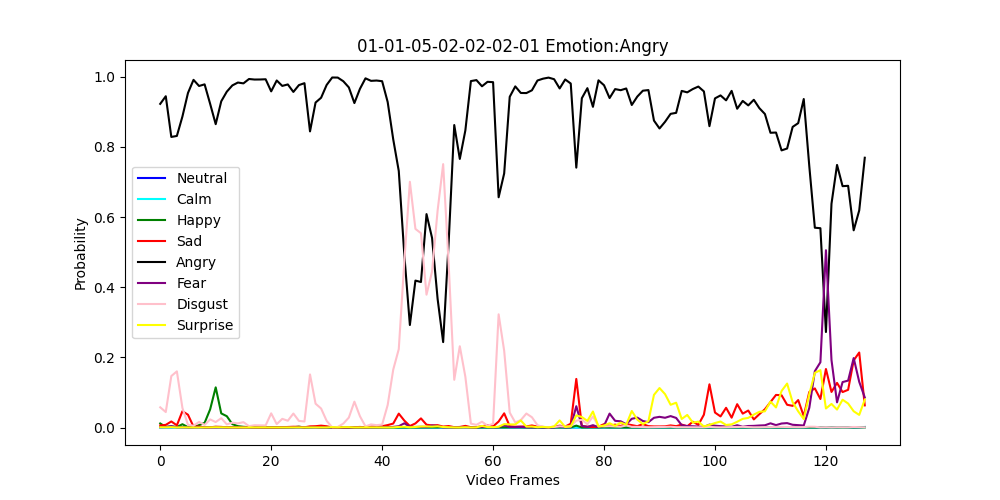 01-01-05-02-02-02-01 Emotion:Angry
Probability
1.0
0.8
0.6
0.4
0.2
0.0
Neutral
Calm
Happy
Sad
Angry
Fear
Disgust
Surprise
0 20 40 60 80 100 120
Video Frames